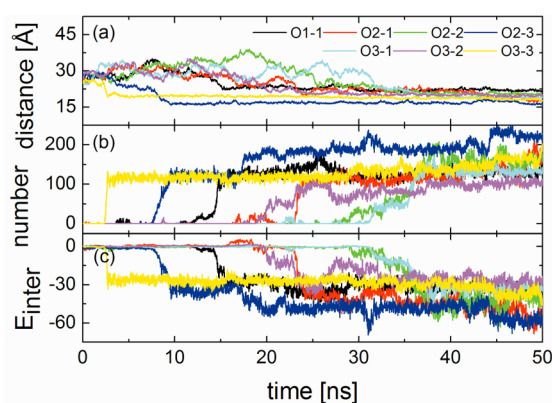 O1-1 O2-1 O2-2 O2-3
O3-1 O3-2 O3-3
(a)
distance [Å]
45
30
15
(b)
number
200
100
0
(c)
E inter
0
-30
-60
0 10 20 30 40 50
time [ns]